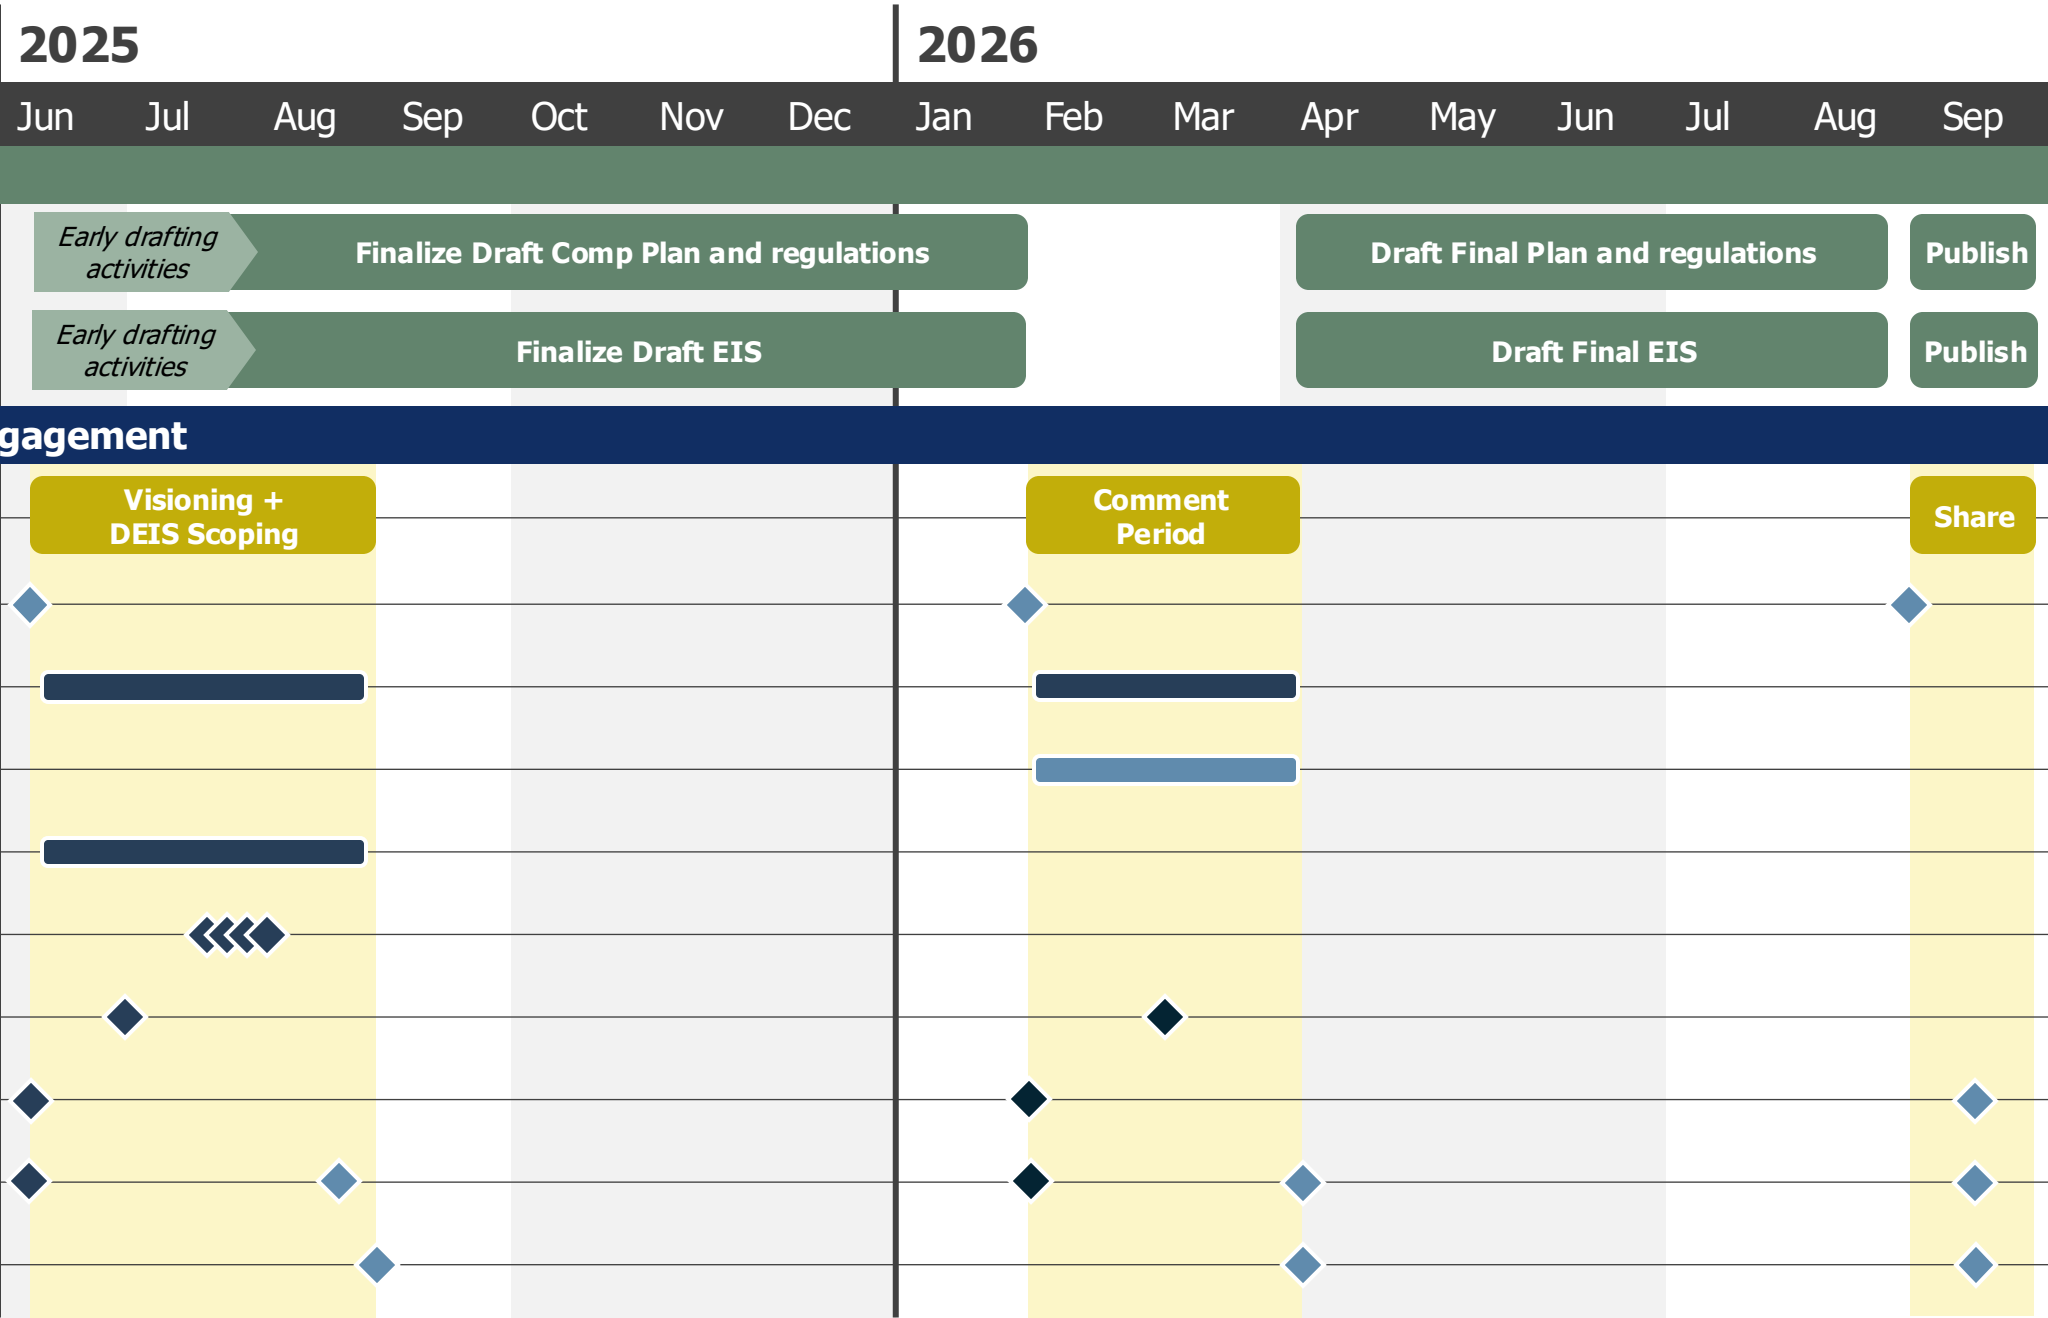 2025 2026
Jun Jul Aug Sep Oct Nov Dec Jan Feb Mar Apr May Jun Jul Aug Sep
Early drafting
activities
Finalize Draft Comp Plan and regulations
Draft Final Plan and regulations
Publish
Early drafting
activities
Finalize Draft EIS
Draft Final EIS
Publish
gagement
Visioning +
DEIS Scoping
Comment
Period
Share